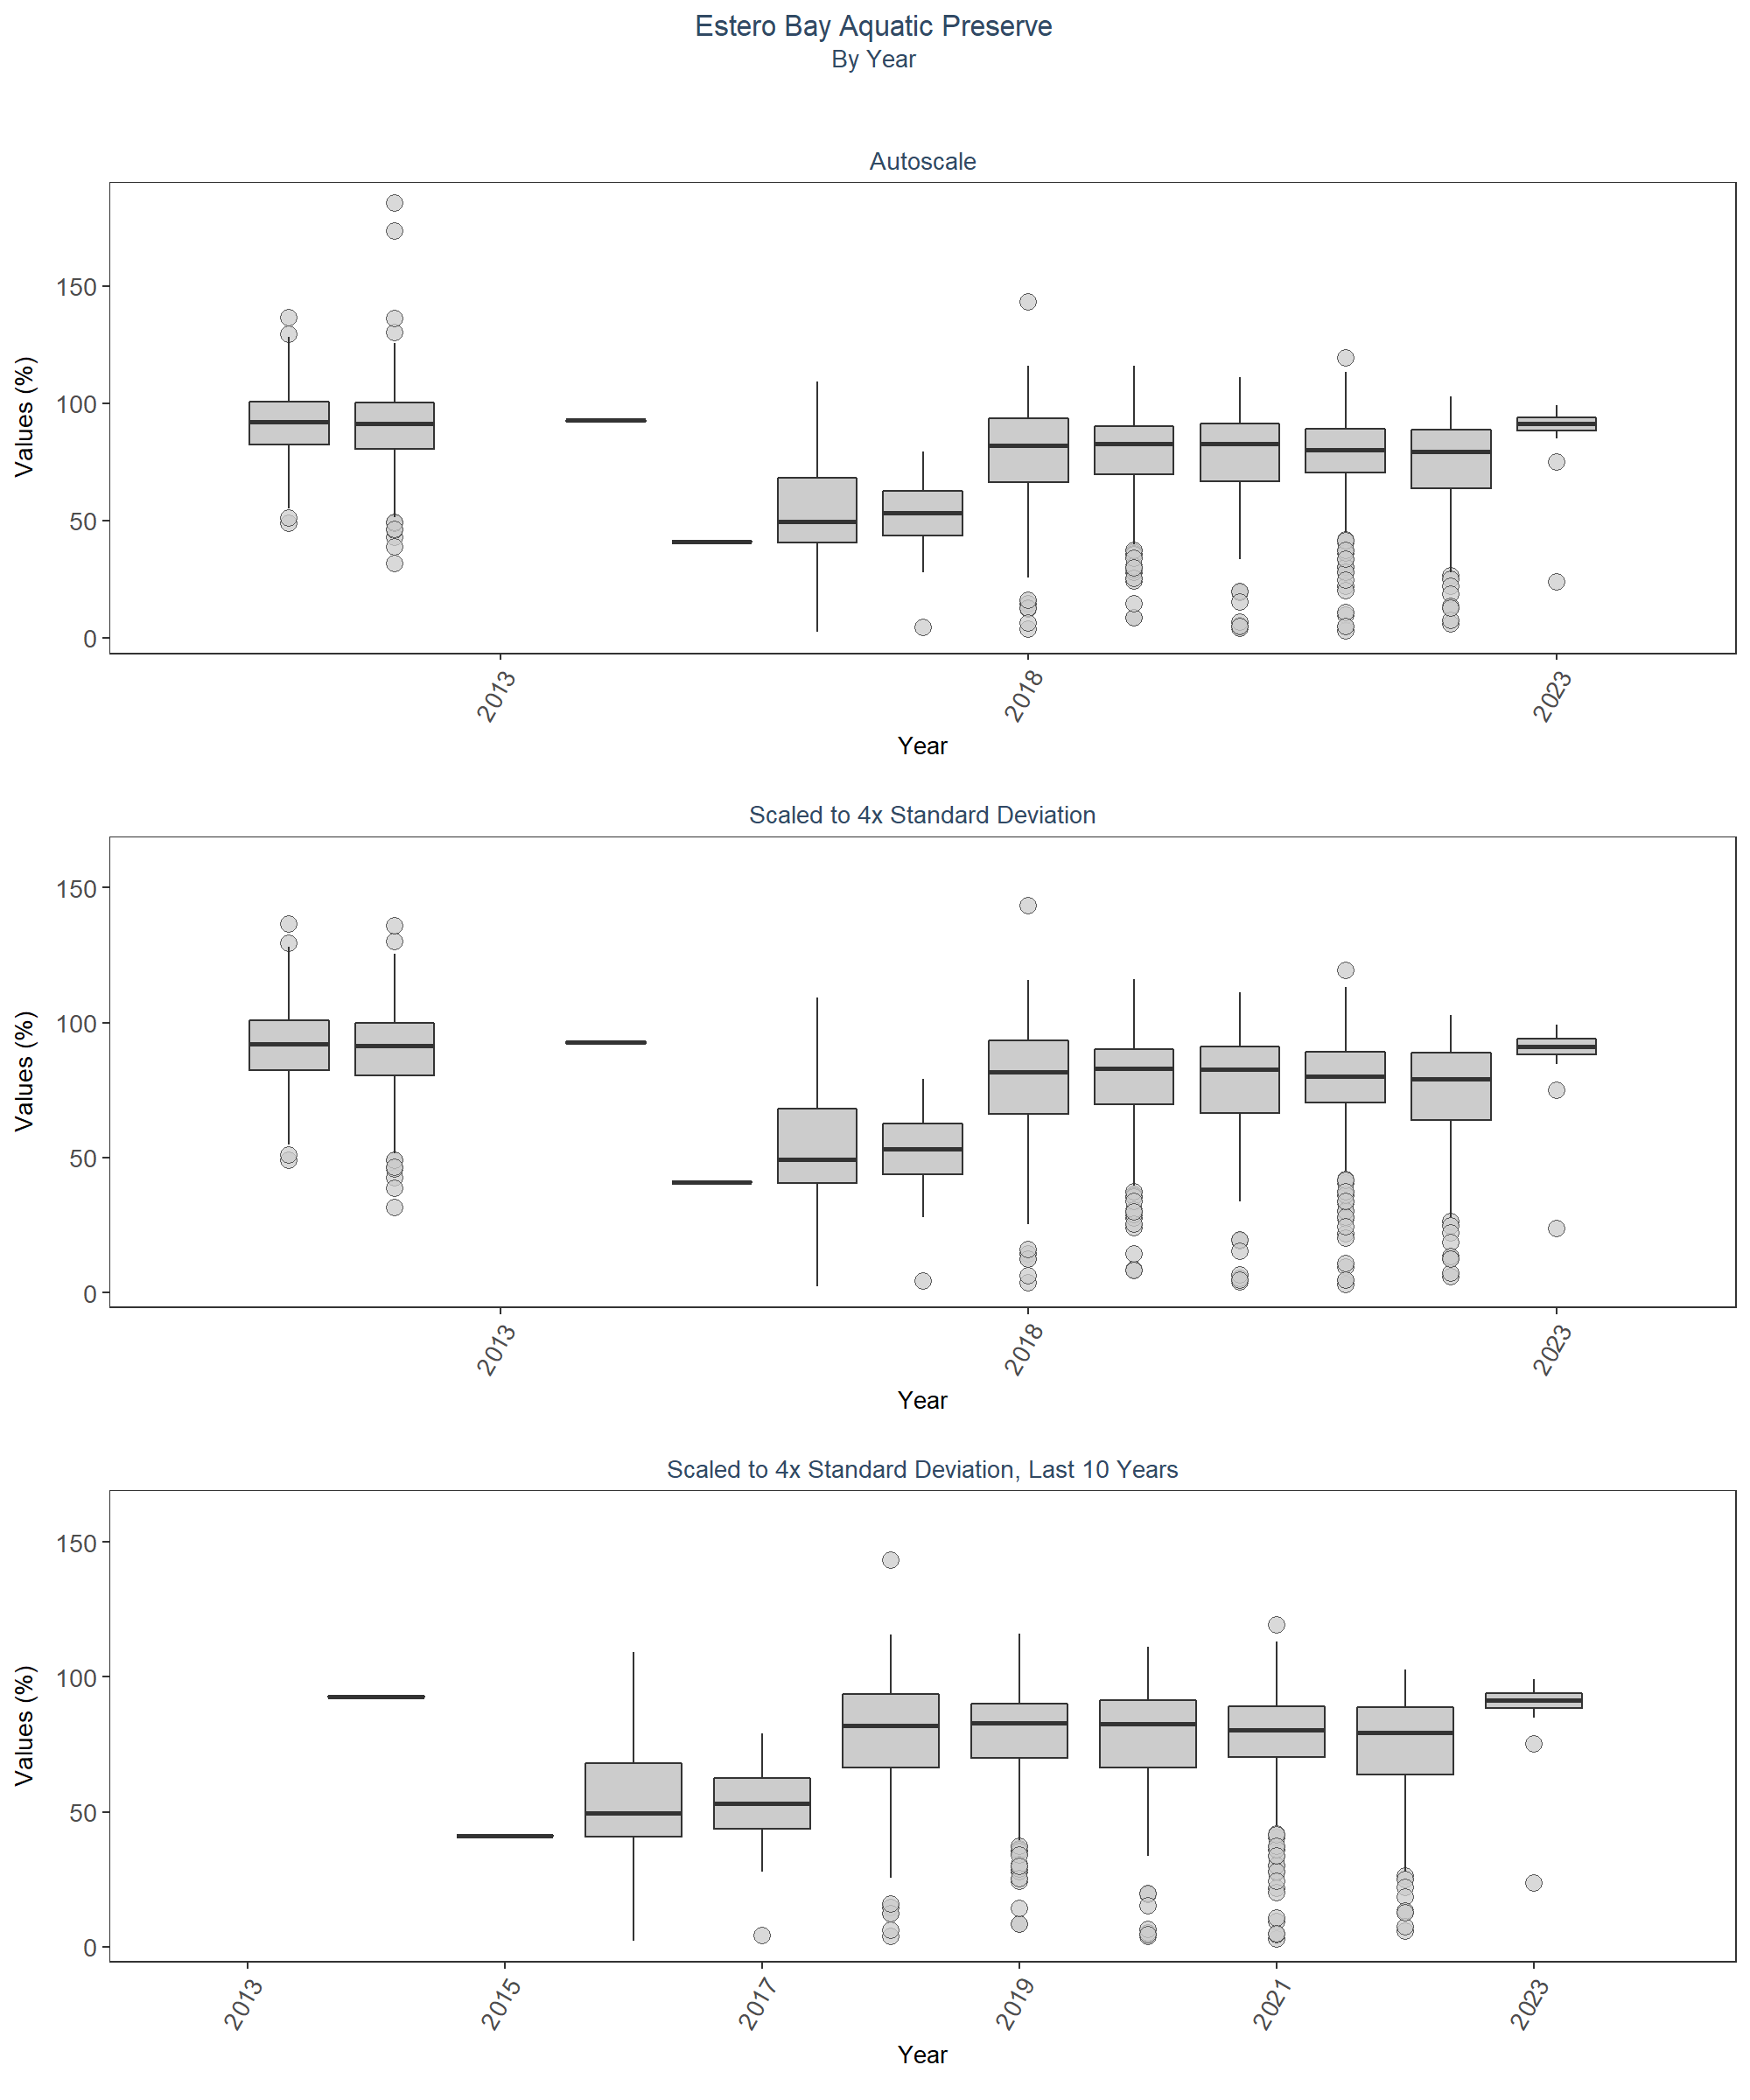 Estero Bay Aquatic Preserve
By Year
Autoscale
Values (%)
150
100
50
0
2013
2018
2023
Year
Scaled to 4x Standard Deviation
Values (%)
150
100
50
0
2013
2018
2023
Year
Scaled to 4x Standard Deviation, Last 10 Years
Values (%)
150
100
50
0
2013
2015
2017
2019
2021
2023
Year